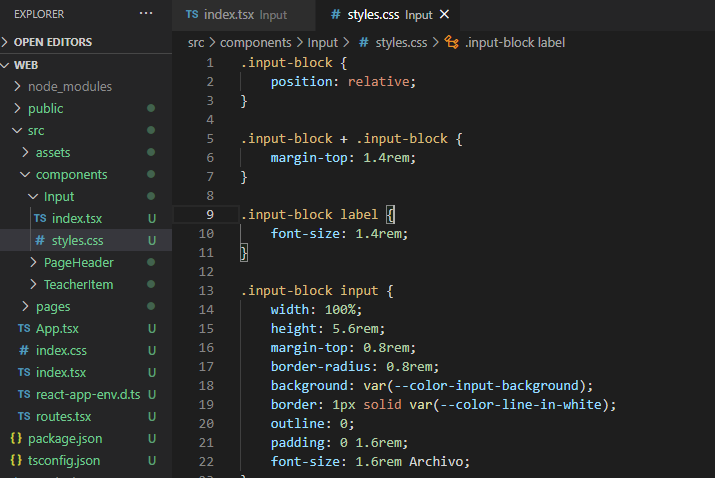 EXPLORER ···
OPEN EDITORS
WEB
node_modules
public
src
assets
components
Input
TS index.tsx U
# styles.css U
PageHeader
TeacherItem
pages
TS App.tsx U
# index.css U
TS index.tsx U
TS react-app-env.d.ts U
TS routes.tsx U
{} package.json
{} tsconfig.json
TS index.tsx Input
# styles.css Input ×
src > components > Input > # styles.css > .input-block label
1 .input-block {
2 position: relative;
3 }
4
5 .input-block + .input-block {
6 margin-top: 1.4rem;
7 }
8
9 .input-block label {
10 font-size: 1.4rem;
11 }
12
13 .input-block input {
14 width: 100%;
15 height: 5.6rem;
16 margin-top: 0.8rem;
17 border-radius: 0.8rem;
18 background: var(--color-input-background);
19 border: 1px solid var(--color-line-in-white);
20 outline: 0;
21 padding: 0 1.6rem;
22 font-size: 1.6rem Archivo;